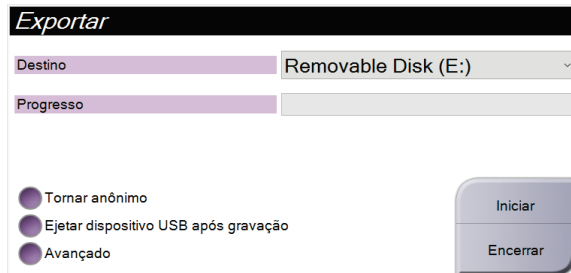 Exportar
Destino Removable Disk (E:)
Progresso
Tornar anônimo
Ejetar dispositivo USB após gravação
Avançado
Iniciar
Encerrar